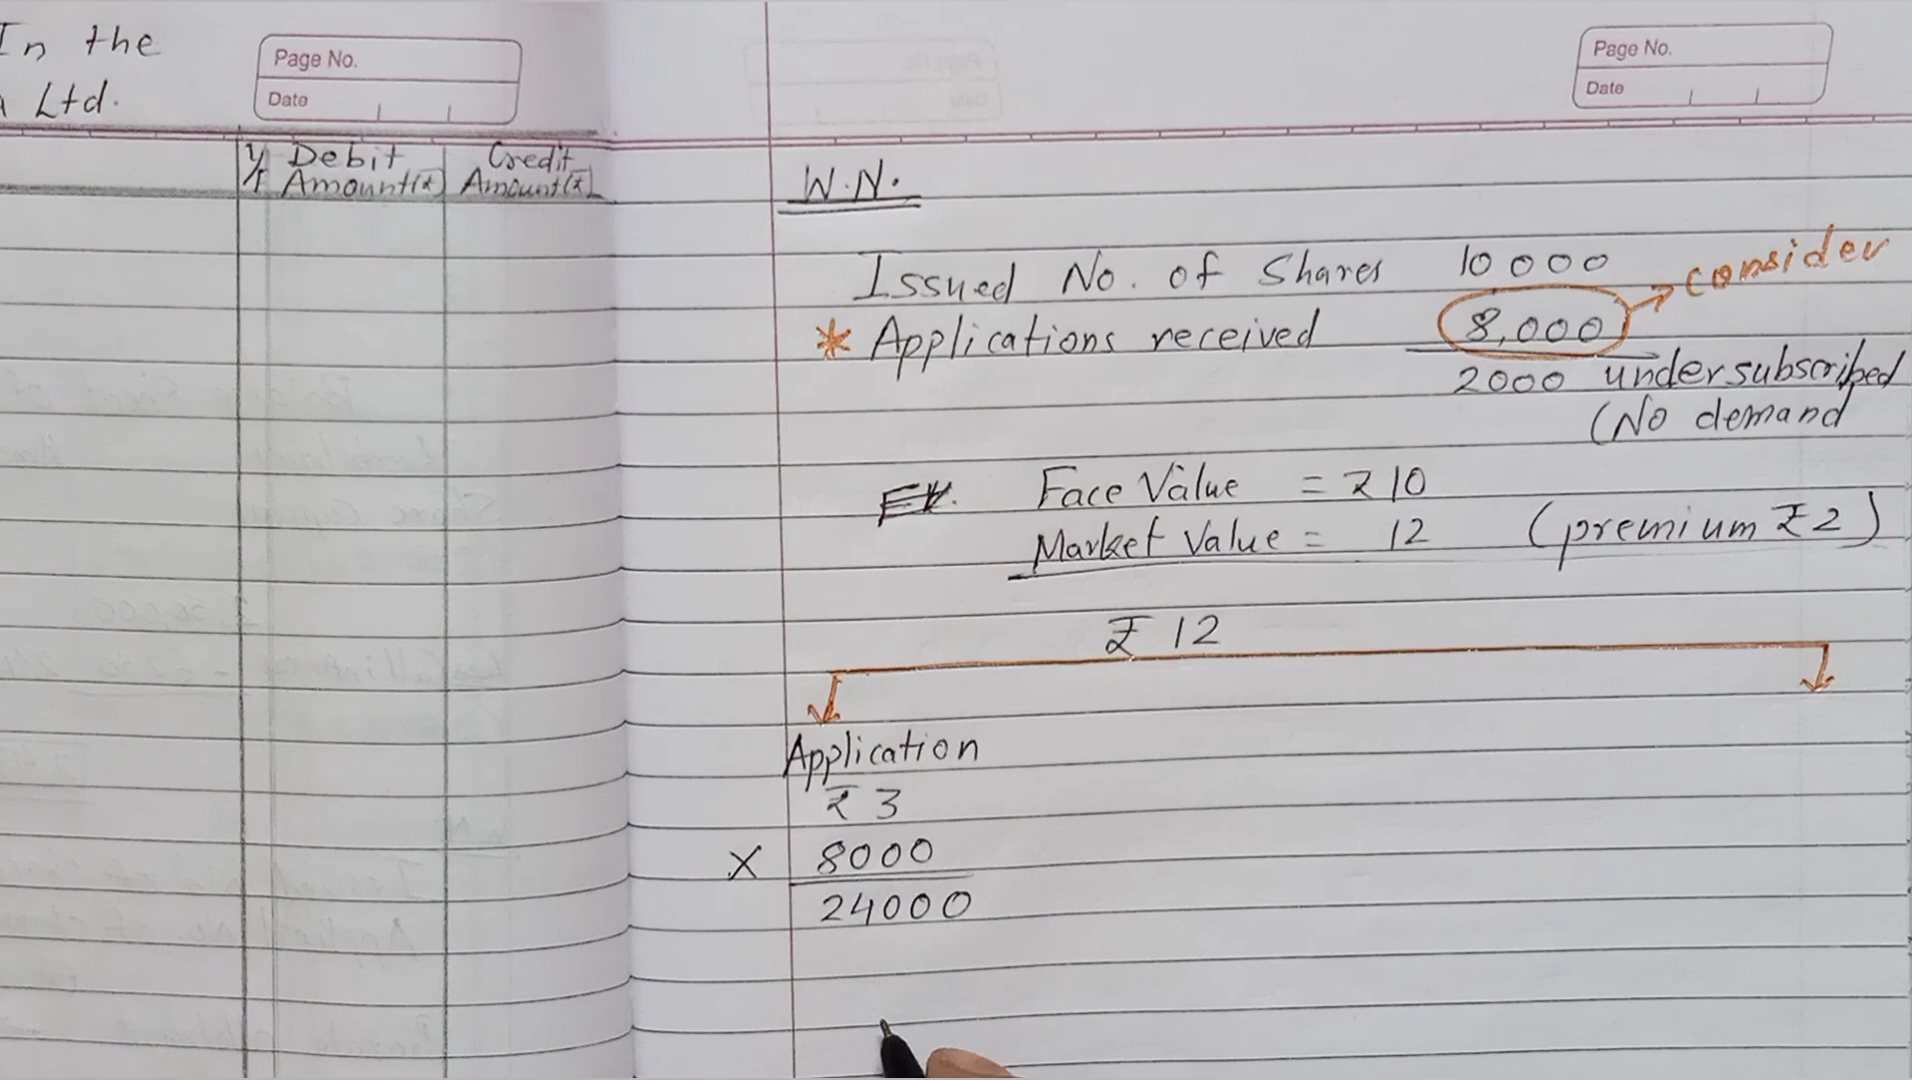 In the
Ltd.
Page No.
Date
Y/F Debit Amount(₹) Credit Amount(₹)
Page No.
Date
W.N.
Issued No. of Shares 10000
* Applications received 8,000 → consider
2000 undersubscribed
(No demand
Ex. Face Value = ₹10
Market Value = 12 (premium ₹2)
₹ 12
Application
₹ 3
X 8000
24000